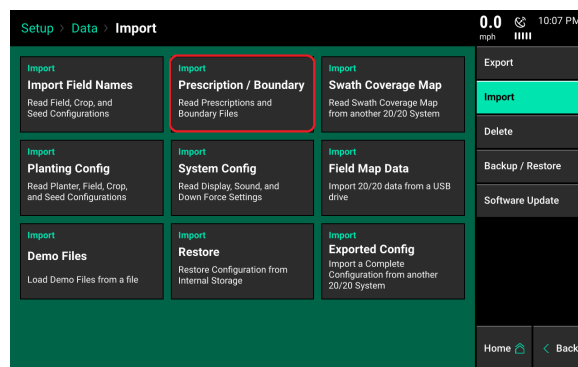 Setup > Data > Import
0.0
mph
10:07 PM
Import
Import Field Names
Read Field, Crop, and
Seed Configurations
Import
Prescription / Boundary
Read Prescriptions and
Boundary Files
Import
Swath Coverage Map
Read Swath Coverage Map
from another 20/20 System
Import
Planting Config
Read Planter, Field, Crop,
and Seed Configurations
Import
System Config
Read Display, Sound, and
Down Force Settings
Import
Field Map Data
Import 20/20 data from a USB
drive
Import
Demo Files
Load Demo Files from a file
Import
Restore
Restore Configuration from
Internal Storage
Import
Exported Config
Import a Complete
Configuration from another
20/20 System
Export
Import
Delete
Backup / Restore
Software Update
Home
< Back